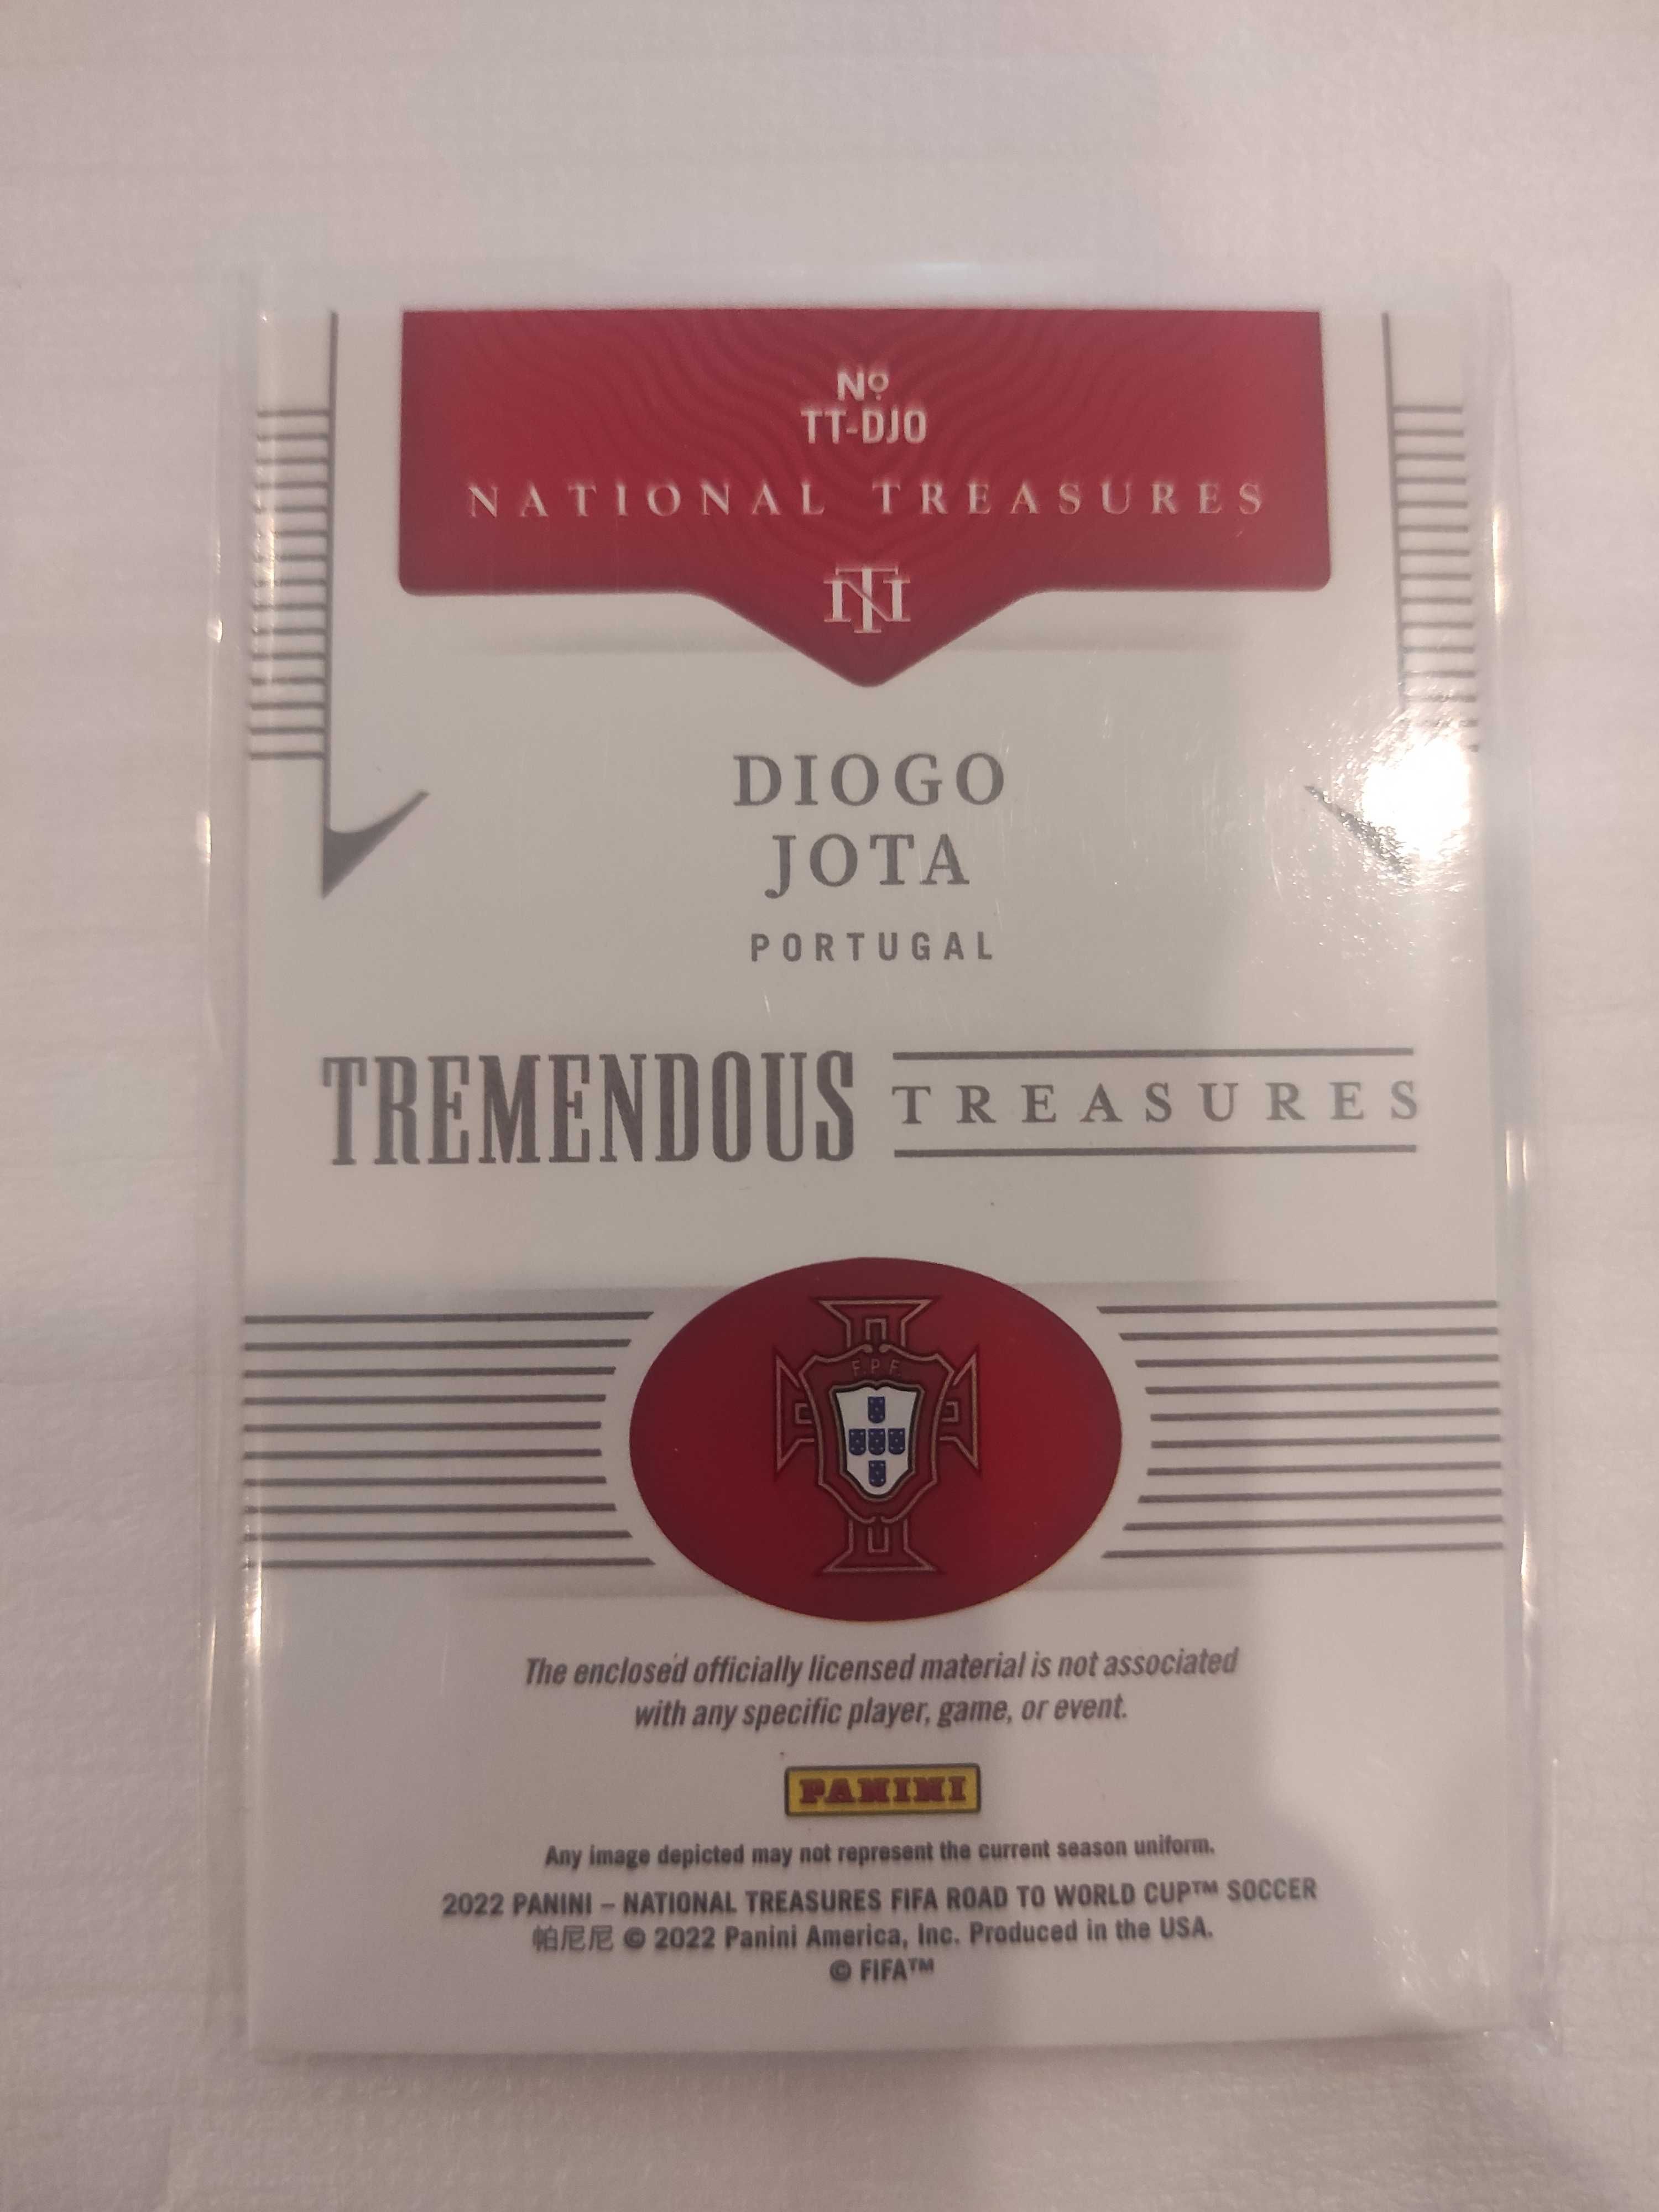 Nº
TT-DJO
NATIONAL TREASURES
NT
DIOGO
JOTA
PORTUGAL
TREMENDOUS TREASURES
F.P.F.
The enclosed officially licensed material is not associated
with any specific player, game, or event.
PANINI
Any image depicted may not represent the current season uniform.
2022 PANINI – NATIONAL TREASURES FIFA ROAD TO WORLD CUP™ SOCCER
帕尼尼 © 2022 Panini America, Inc. Produced in the USA.
© FIFA™